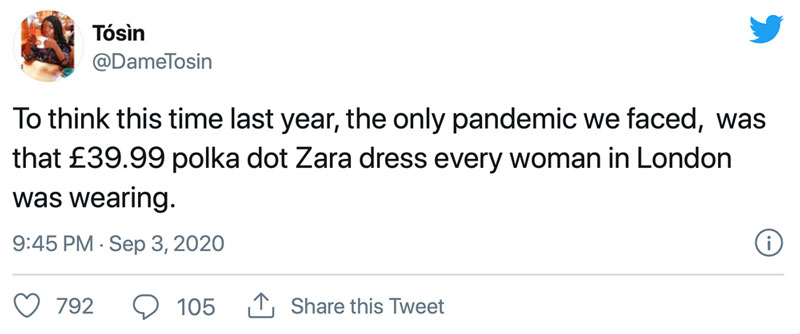 Tósìn
@DameTosin
To think this time last year, the only pandemic we faced,  was
that £39.99 polka dot Zara dress every woman in London
was wearing.
9:45 PM · Sep 3, 2020
792 105 Share this Tweet